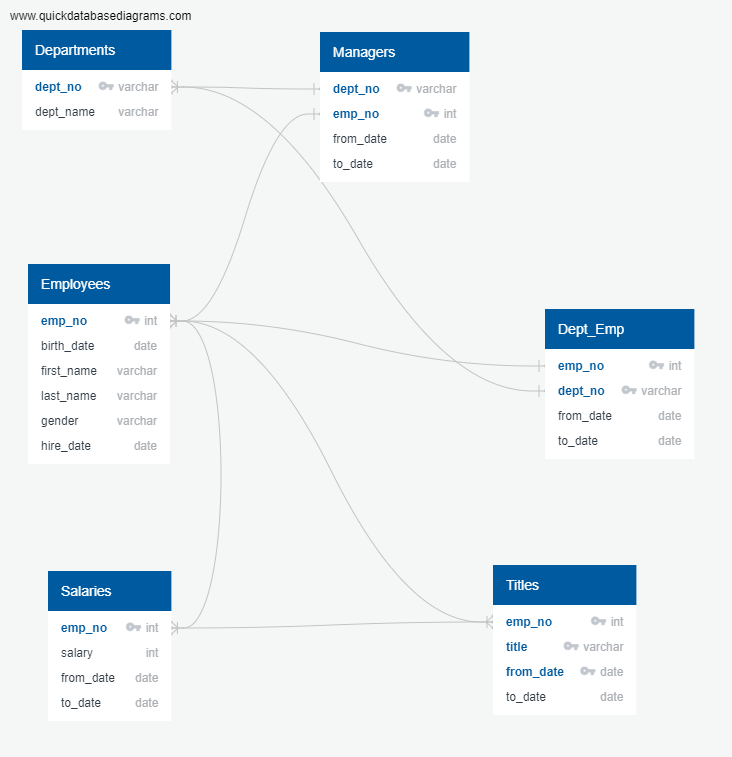 www.quickdatabasediagrams.com
Departments
dept_no varchar
dept_name varchar
Managers
dept_no varchar
emp_no int
from_date date
to_date date
Employees
emp_no int
birth_date date
first_name varchar
last_name varchar
gender varchar
hire_date date
Dept_Emp
emp_no int
dept_no varchar
from_date date
to_date date
Salaries
emp_no int
salary int
from_date date
to_date date
Titles
emp_no int
title varchar
from_date date
to_date date